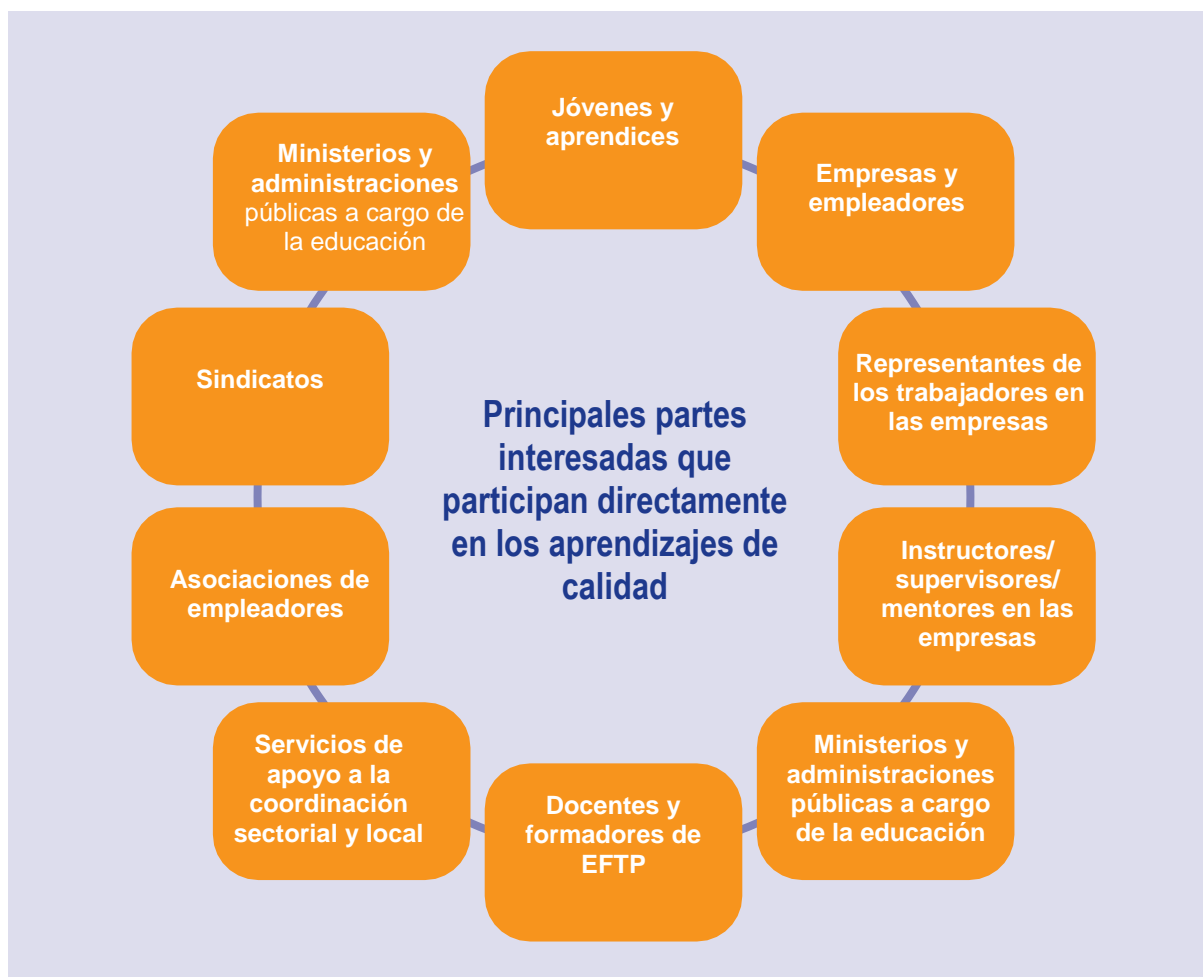 Jóvenes y
aprendices
Empresas y
empleadores
Representantes de
los trabajadores en
las empresas
Instructores/
supervisores/
mentores en las
empresas
Ministerios y
administraciones
públicas a cargo
de la educación
Docentes y
formadores de
EFTP
Servicios de
apoyo a la
coordinación
sectorial y local
Asociaciones de
empleadores
Sindicatos
Ministerios y
administraciones
públicas a cargo de
la educación
Principales partes
interesadas que
participan directamente
en los aprendizajes de
calidad